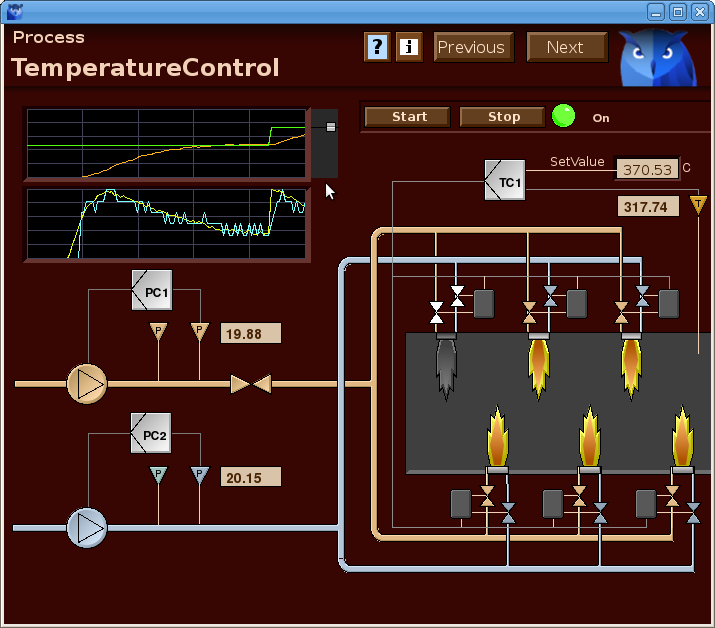 Process
TemperatureControl
? i Previous Next
Start Stop On
SetValue 370.53 C
TC1
317.74 T
PC1
P P 19.88
PC2
P P 20.15